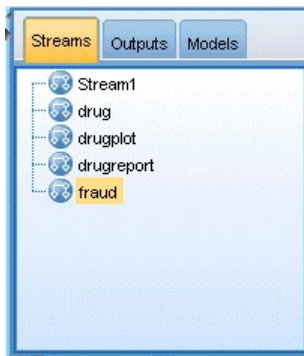 Streams Outputs Models
Stream1
drug
drugplot
drugreport
fraud